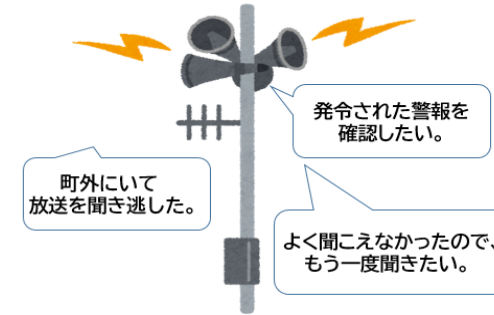 発令された警報を
確認したい。
町外にいて
放送を聞き逃した。
よく聞こえなかったので、
もう一度聞きたい。